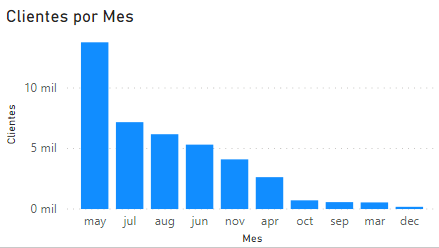 Clientes por Mes
Clientes
10 mil
5 mil
0 mil
may jul aug jun nov apr oct sep mar dec
Mes